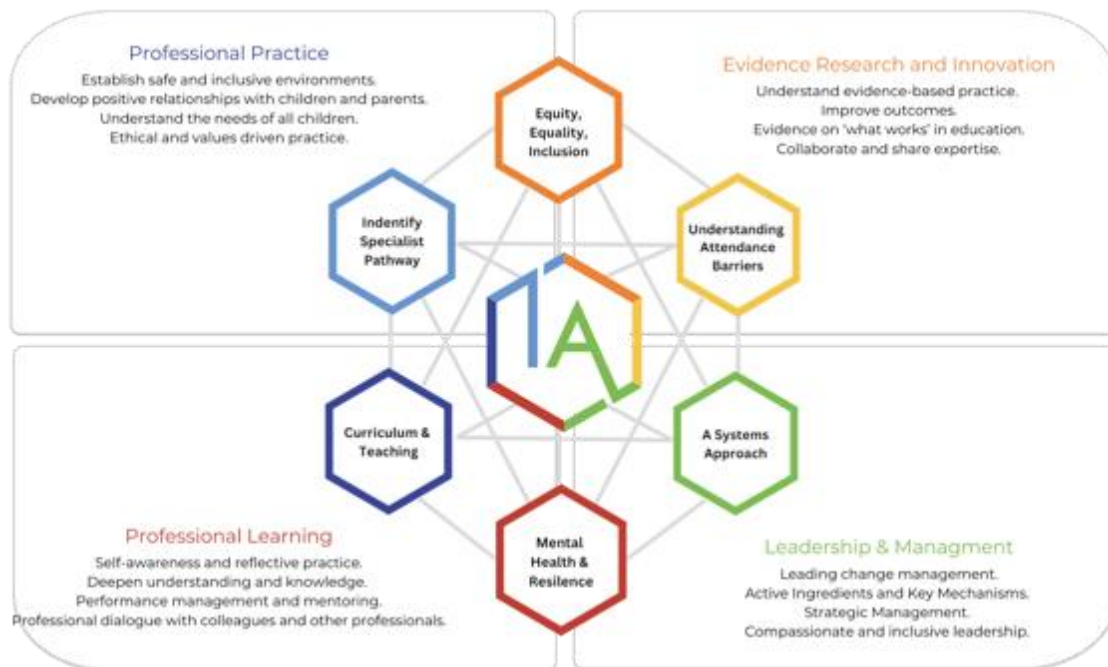 Professional Practice
Establish safe and inclusive environments.
Develop positive relationships with children and parents.
Understand the needs of all children.
Ethical and values driven practice.
Evidence Research and Innovation
Understand evidence-based practice.
Improve outcomes.
Evidence on 'what works' in education.
Collaborate and share expertise.
Equity,
Equality,
Inclusion
Indentify
Specialist
Pathway
Understanding
Attendance
Barriers
1A
Curriculum &
Teaching
A Systems
Approach
Mental
Health &
Resilence
Professional Learning
Self-awareness and reflective practice.
Deepen understanding and knowledge.
Performance management and mentoring.
Professional dialogue with colleagues and other professionals.
Leadership & Managment
Leading change management.
Active Ingredients and Key Mechanisms.
Strategic Management.
Compassionate and inclusive leadership.